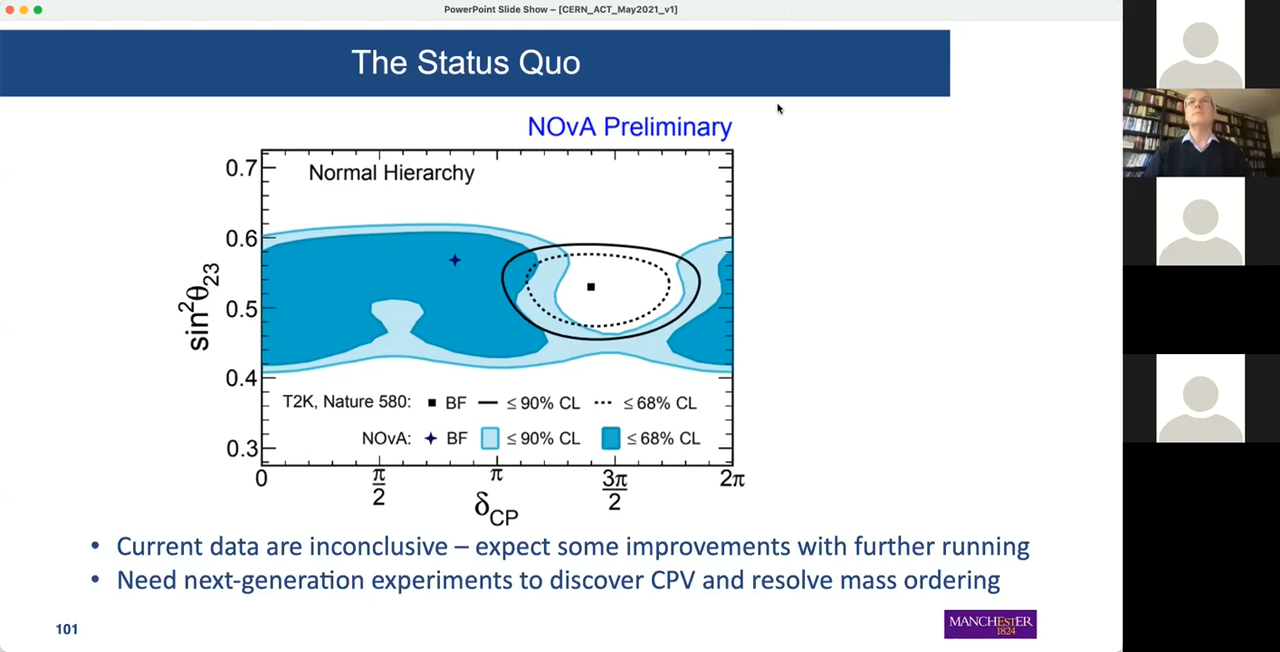 PowerPoint Slide Show – [CERN_ACT_May2021_v1]
The Status Quo
NOvA Preliminary
Normal Hierarchy
0.7
0.6
0.5
0.4
0.3
sin²θ₂₃
T2K, Nature 580: BF ≤ 90% CL ≤ 68% CL
NOvA: BF ≤ 90% CL ≤ 68% CL
0 π/2 π 3π/2 2π
δCP
• Current data are inconclusive – expect some improvements with further running
• Need next-generation experiments to discover CPV and resolve mass ordering
101
MANCHESTER
1824